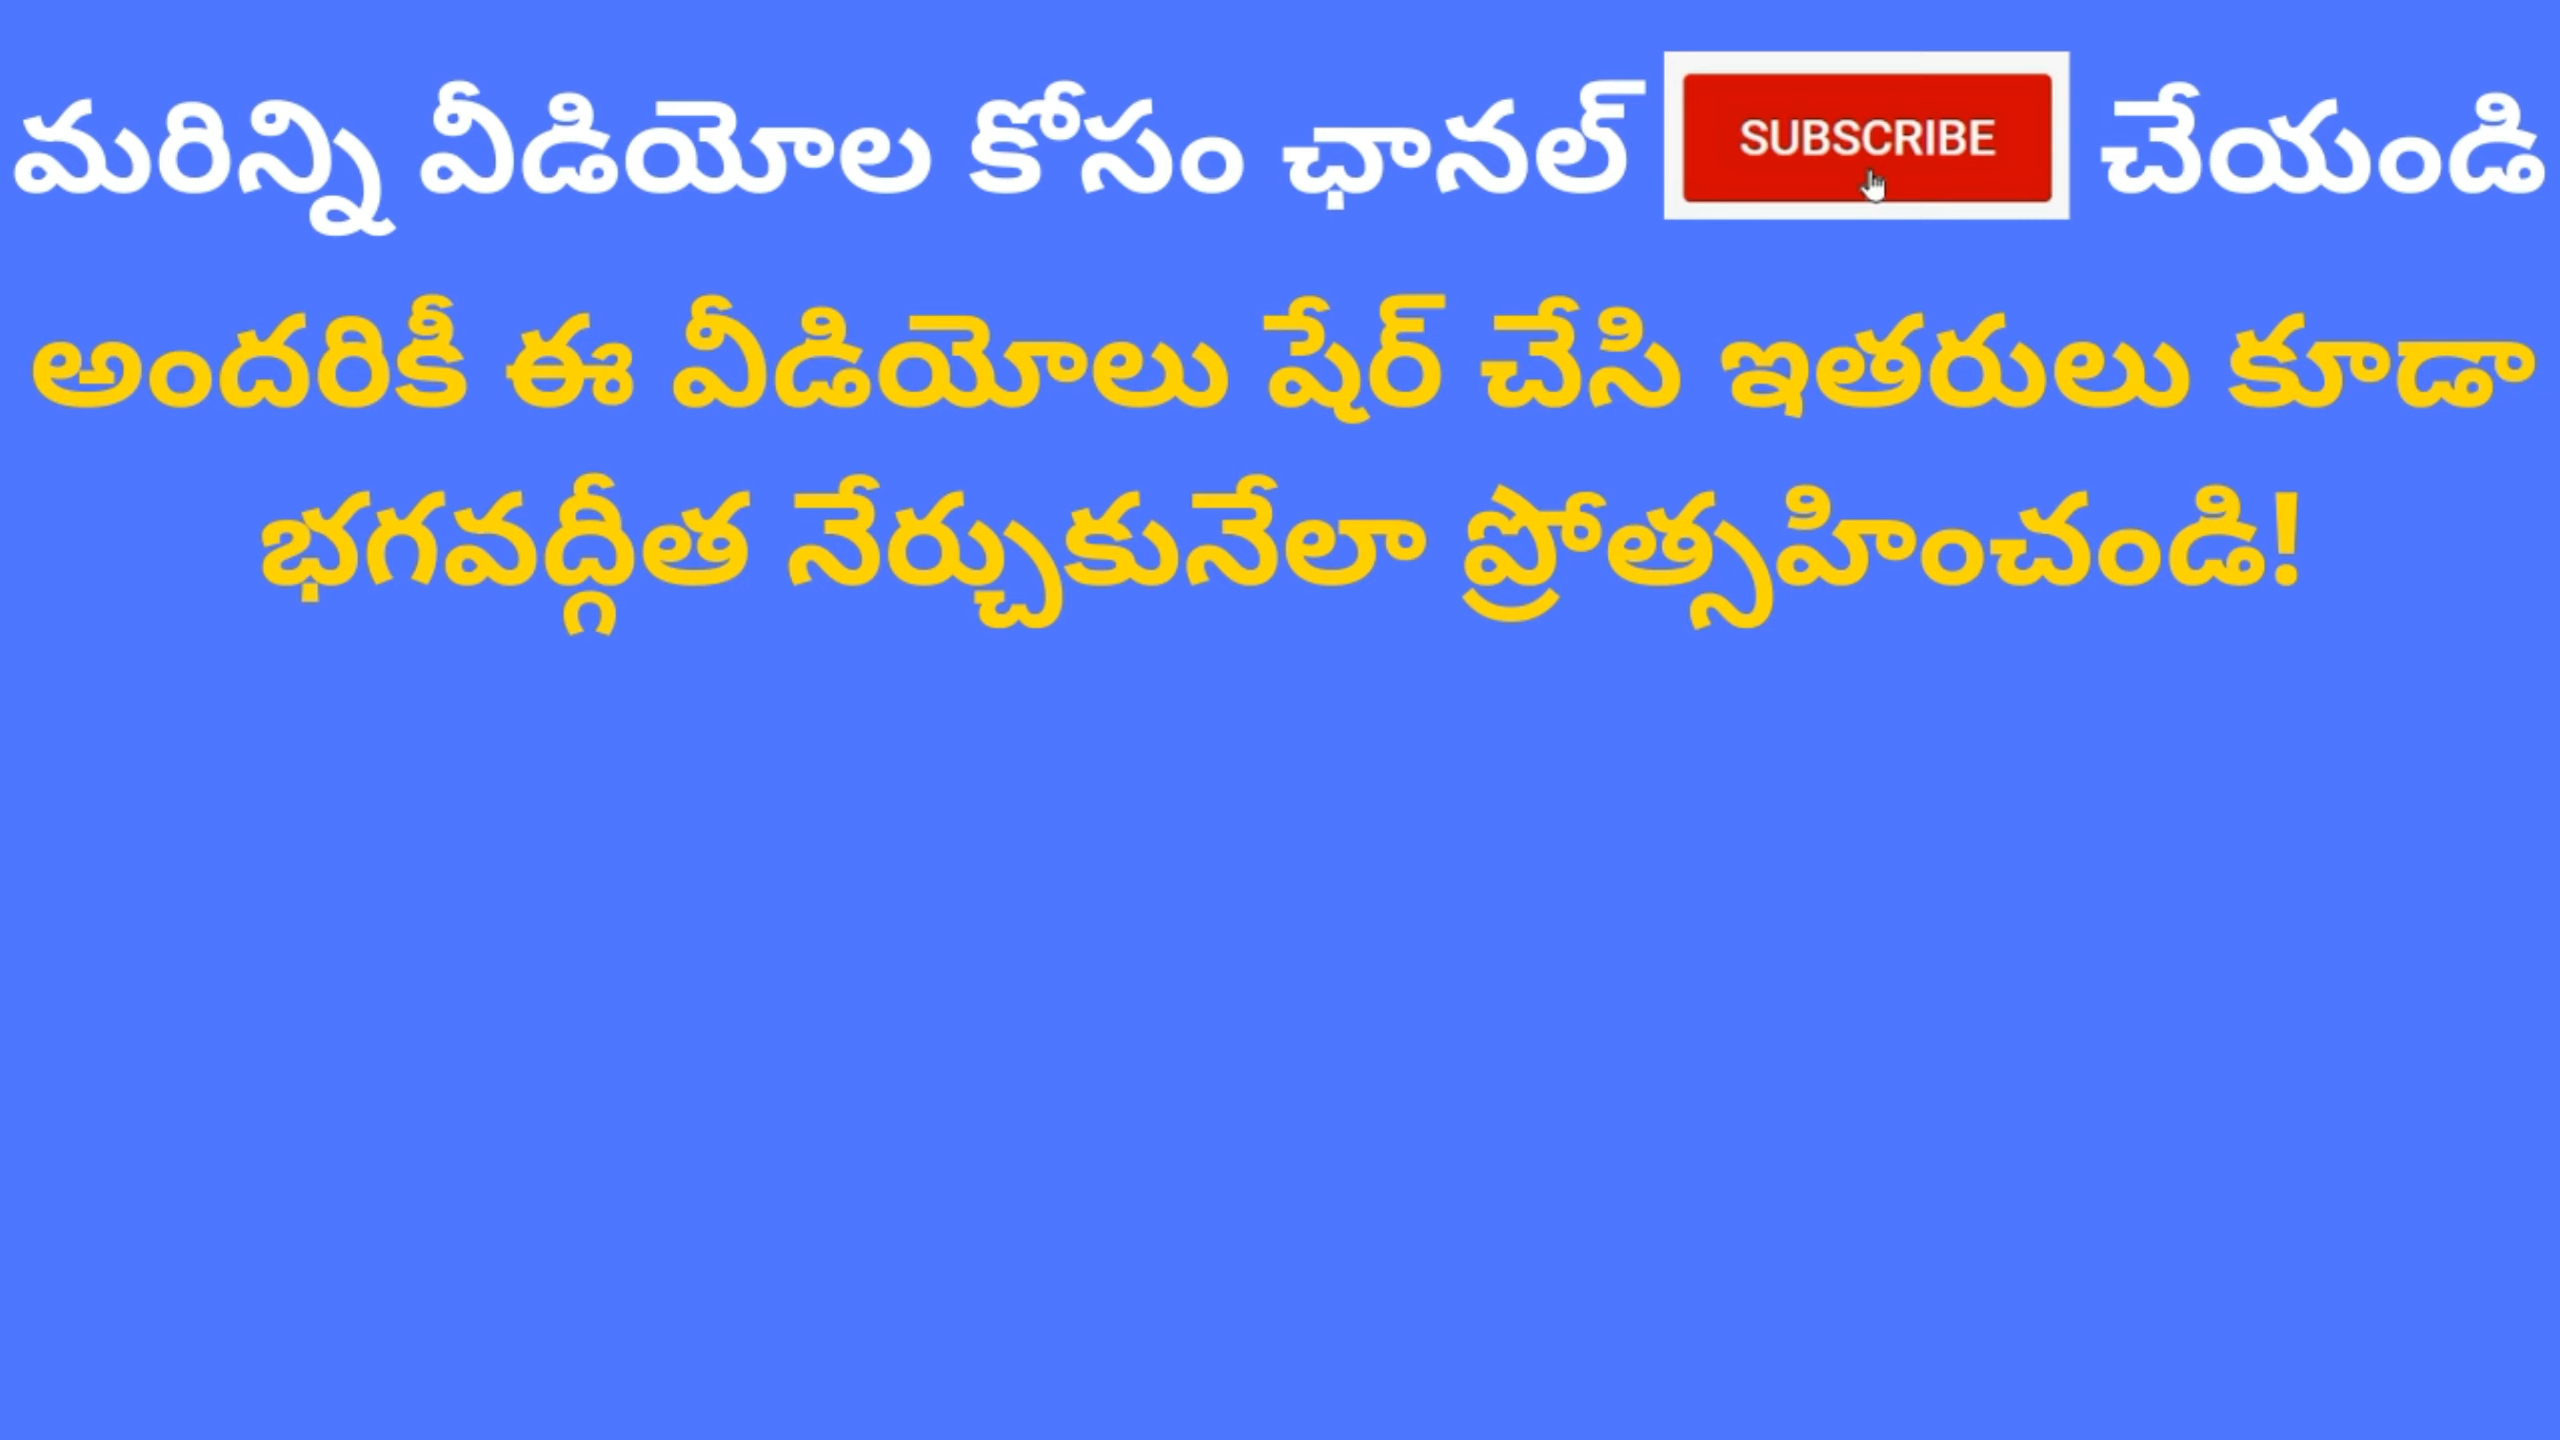 మరిన్ని వీడియోల కోసం ఛానల్ SUBSCRIBE చేయండి
అందరికీ ఈ వీడియోలు షేర్ చేసి ఇతరులు కూడా
భగవద్గీత నేర్చుకునేలా ప్రోత్సహించండి!